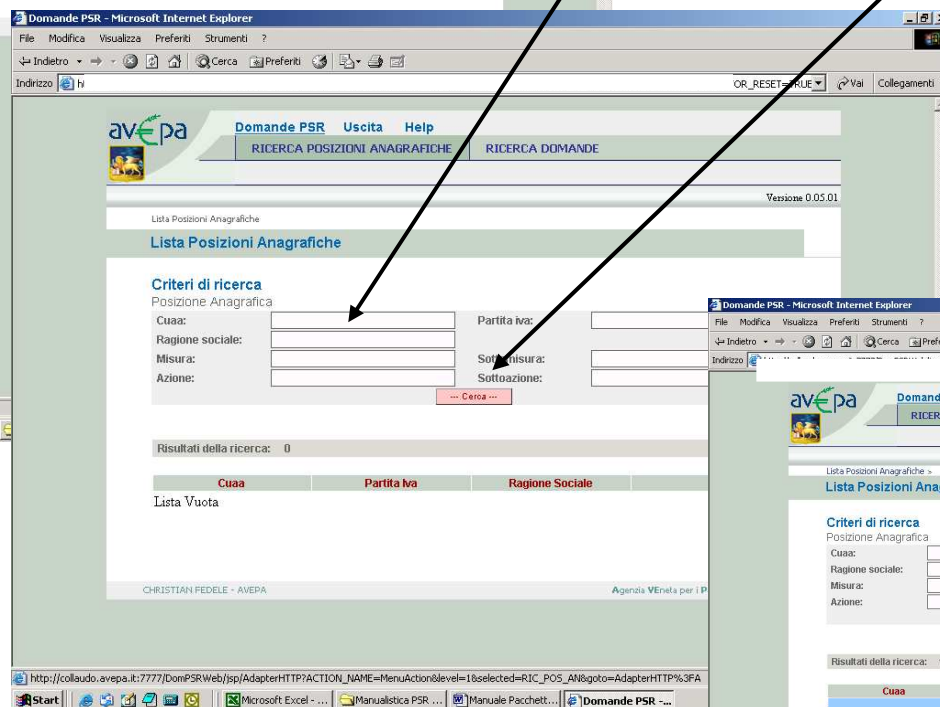 Domande PSR - Microsoft Internet Explorer
File Modifica Visualizza Preferiti Strumenti ?
Indietro Cerca Preferiti
Indirizzo OR_RESET=TRUE Vai Collegamenti
avepa
Domande PSR Uscita Help
RICERCA POSIZIONI ANAGRAFICHE RICERCA DOMANDE
Versione 0.05.01
Lista Posizioni Anagrafiche
Lista Posizioni Anagrafiche
Criteri di ricerca
Posizione Anagrafica
Cuaa: Partita iva:
Ragione sociale:
Misura: Sottomisura:
Azione: Sottoazione:
--- Cerca ---
Risultati della ricerca: 0
Cuaa Partita Iva Ragione Sociale
Lista Vuota
CHRISTIAN FEDELE - AVEPA Agenzia VEneta per i P
http://collaudo.avepa.it:7777/DomPSRWeb/jsp/AdapterHTTP?ACTION_NAME=MenuAction&level=1&selected=RIC_POS_AN&goto=AdapterHTTP%3FA
Start Microsoft Excel - ... Manualistica PSR ... Manuale Pacchett... Domande PSR -...
Domande PSR - Microsoft Internet Explorer
File Modifica Visualizza Preferiti Strumenti ?
Indietro Cerca Prefe
Indirizzo
avepa
Domand
RICER
Lista Posizioni Anagrafiche >
Lista Posizioni Ana
Criteri di ricerca
Posizione Anagrafica
Cuaa:
Ragione sociale:
Misura:
Azione:
Risultati della ricerca:
Cuaa